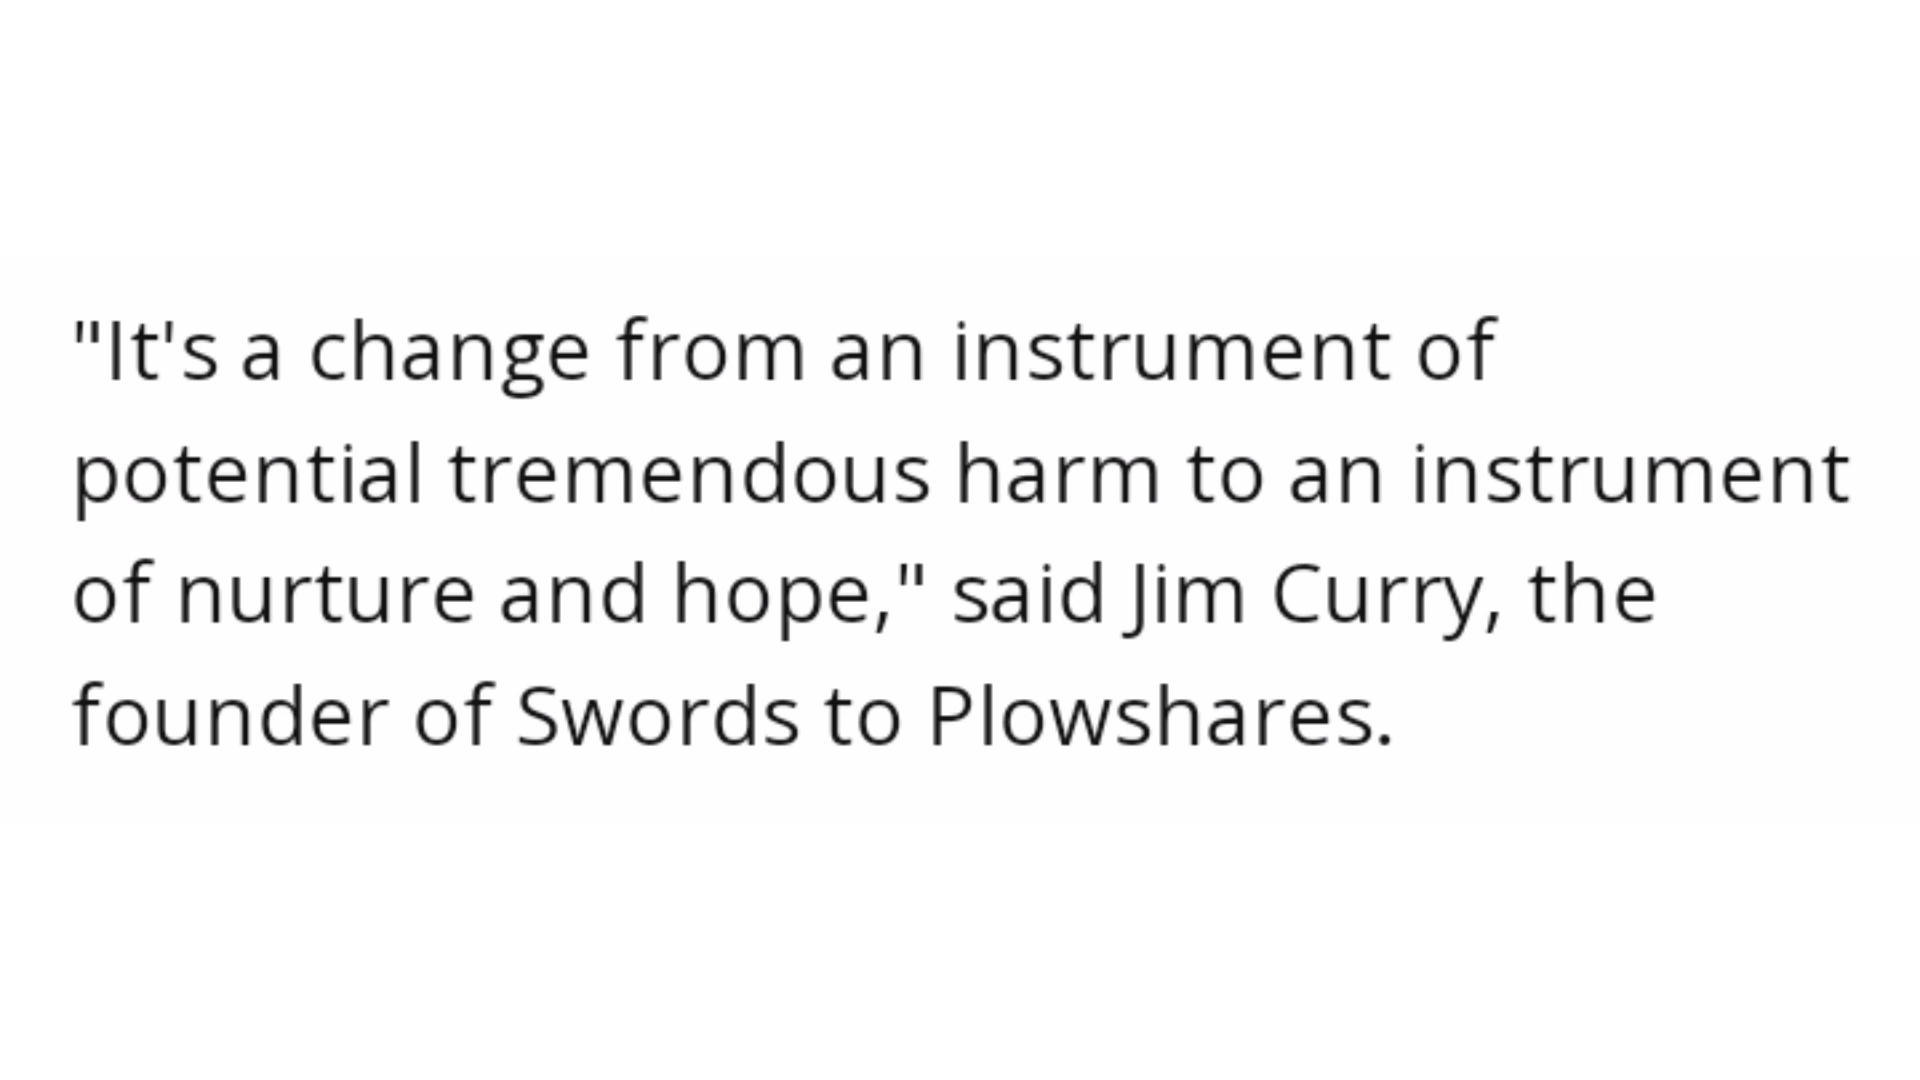 "It's a change from an instrument of
potential tremendous harm to an instrument
of nurture and hope," said Jim Curry, the
founder of Swords to Plowshares.